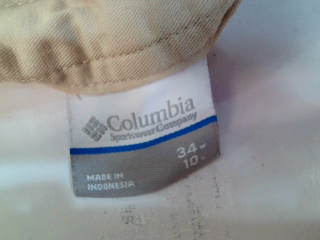 Columbia
Sportswear Company
34-
10.
MADE IN
INDONESIA